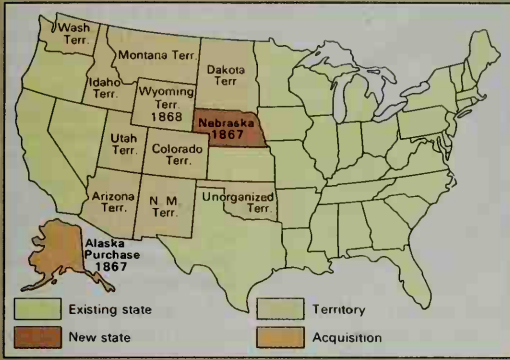 Wash
Terr.
Montana Terr.
Dakota
Terr.
Idaho
Terr.
Wyoming
Terr.
1868
Nebraska
1867
Utah
Terr.
Colorado
Terr.
Arizona
Terr.
N. M.
Terr.
Unorganized
Terr.
Alaska
Purchase
1867
Existing state
Territory
New state
Acquisition